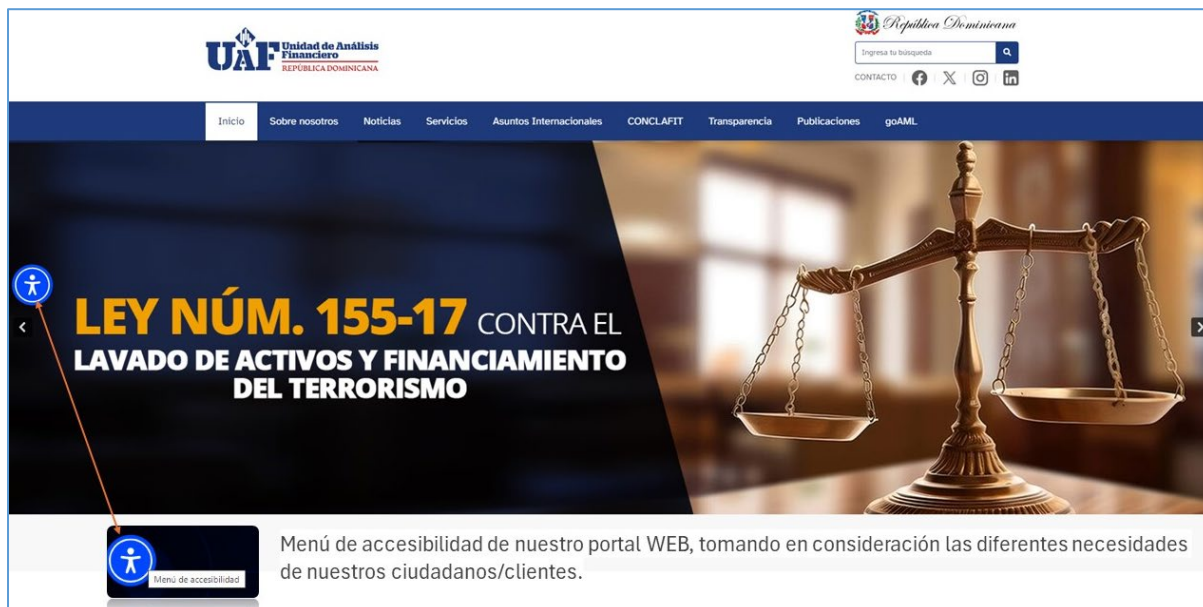 República Dominicana
UAF Unidad de Análisis
Financiero
REPÚBLICA DOMINICANA
Ingresa tu búsqueda
CONTACTO
Inicio Sobre nosotros Noticias Servicios Asuntos Internacionales CONCLAFIT Transparencia Publicaciones goAML
LEY NÚM. 155-17 CONTRA EL
LAVADO DE ACTIVOS Y FINANCIAMIENTO
DEL TERRORISMO
Menú de accesibilidad
Menú de accesibilidad de nuestro portal WEB, tomando en consideración las diferentes necesidades
de nuestros ciudadanos/clientes.